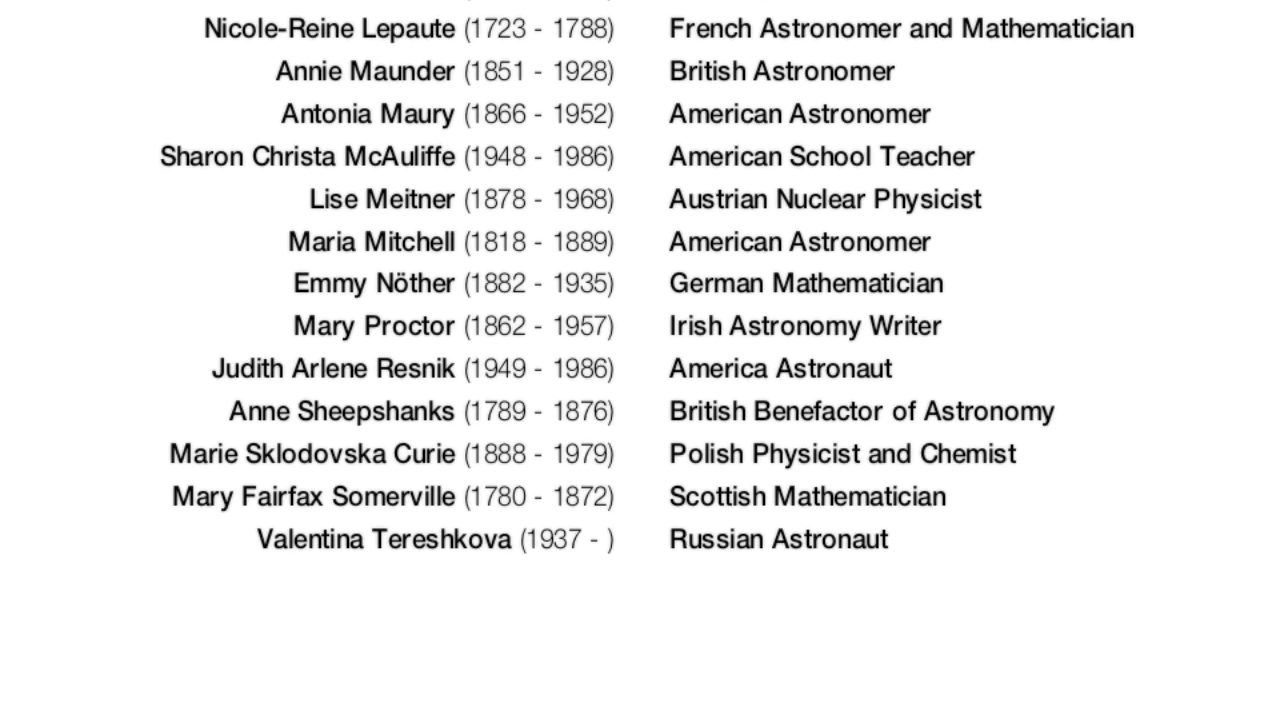 Nicole-Reine Lepaute (1723 - 1788) French Astronomer and Mathematician
Annie Maunder (1851 - 1928) British Astronomer
Antonia Maury (1866 - 1952) American Astronomer
Sharon Christa McAuliffe (1948 - 1986) American School Teacher
Lise Meitner (1878 - 1968) Austrian Nuclear Physicist
Maria Mitchell (1818 - 1889) American Astronomer
Emmy Nöther (1882 - 1935) German Mathematician
Mary Proctor (1862 - 1957) Irish Astronomy Writer
Judith Arlene Resnik (1949 - 1986) America Astronaut
Anne Sheepshanks (1789 - 1876) British Benefactor of Astronomy
Marie Sklodovska Curie (1888 - 1979) Polish Physicist and Chemist
Mary Fairfax Somerville (1780 - 1872) Scottish Mathematician
Valentina Tereshkova (1937 - ) Russian Astronaut